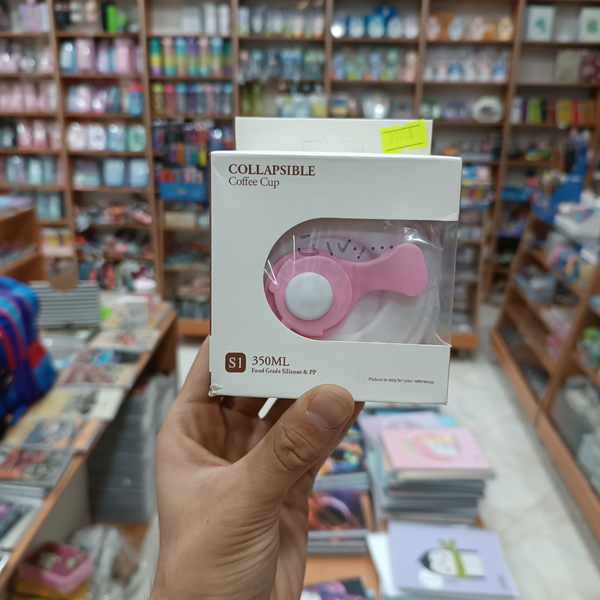 COLLAPSIBLE
Coffee Cup
S1
350ML
Food Grade Silicone & PP
Picture is only for your reference